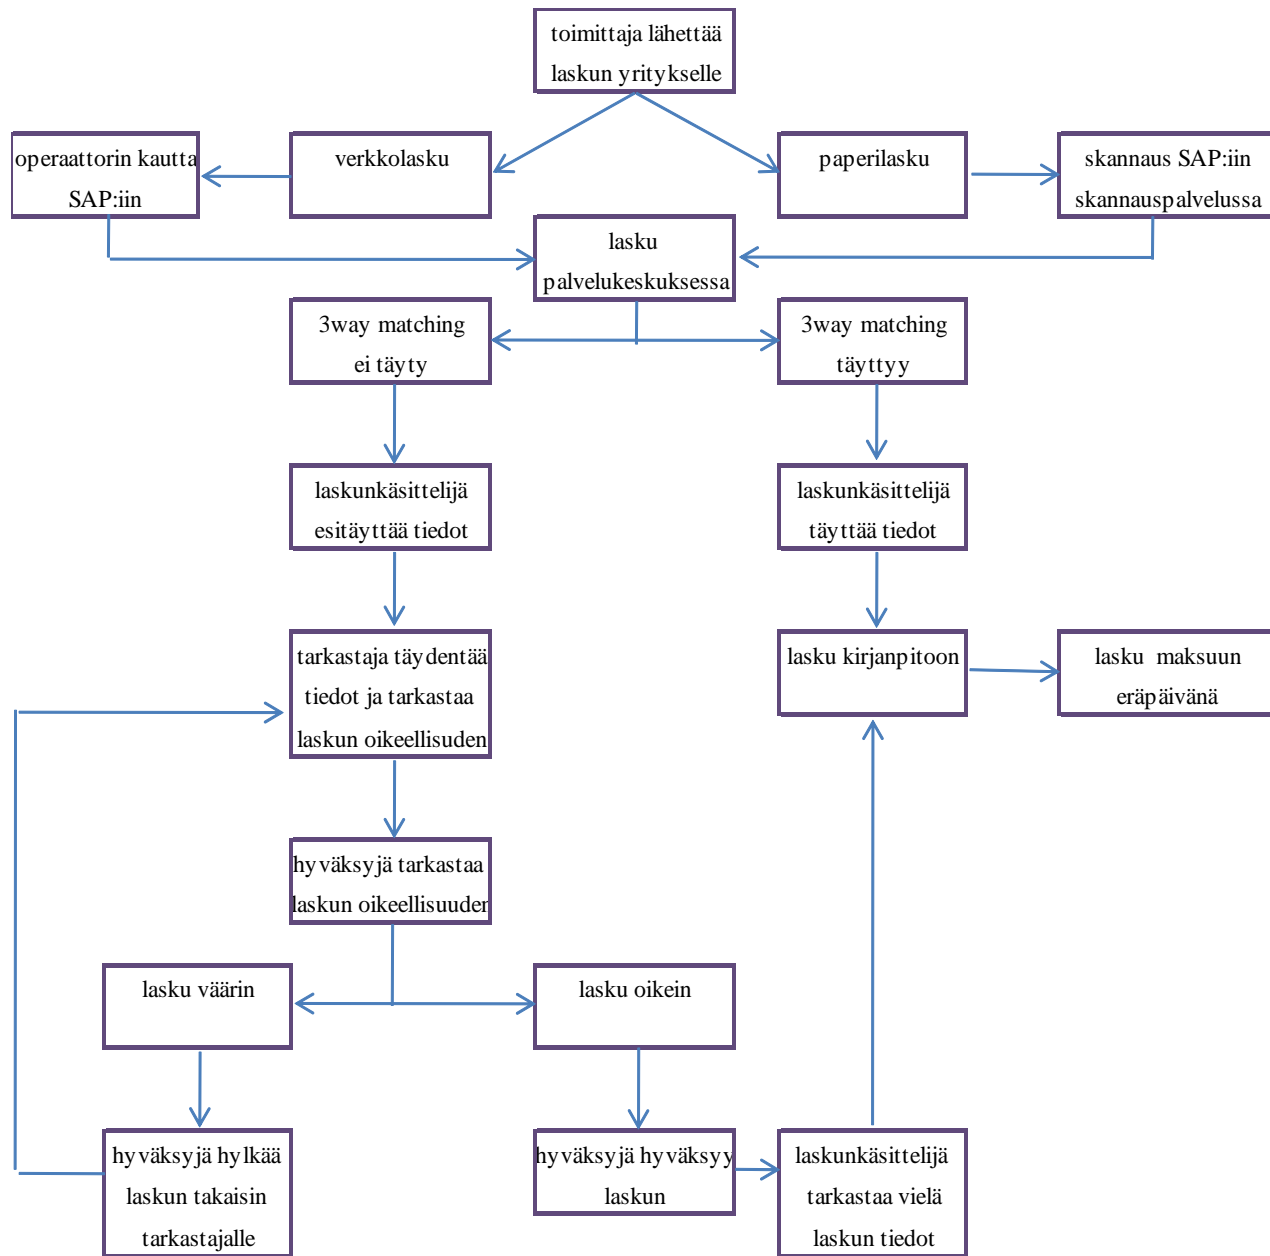 toimittaja lähettää
laskun yritykselle
operaattorin kautta
SAP:iin
verkkolasku
paperilasku
skannaus SAP:iin
skannauspalvelussa
lasku
palvelukeskuksessa
3way matching
ei täyty
3way matching
täyttyy
laskunkäsittelijä
esitäyttää tiedot
laskunkäsittelijä
täyttää tiedot
tarkastaja täydentää
tiedot ja tarkastaa
laskun oikeellisuden
lasku kirjanpitoon
lasku maksuun
eräpäivänä
hyväksyjä tarkastaa
laskun oikeellisuuden
lasku väärin
lasku oikein
hyväksyjä hylkää
laskun takaisin
tarkastajalle
hyväksyjä hyväksyy
laskun
laskunkäsittelijä
tarkastaa vielä
laskun tiedot